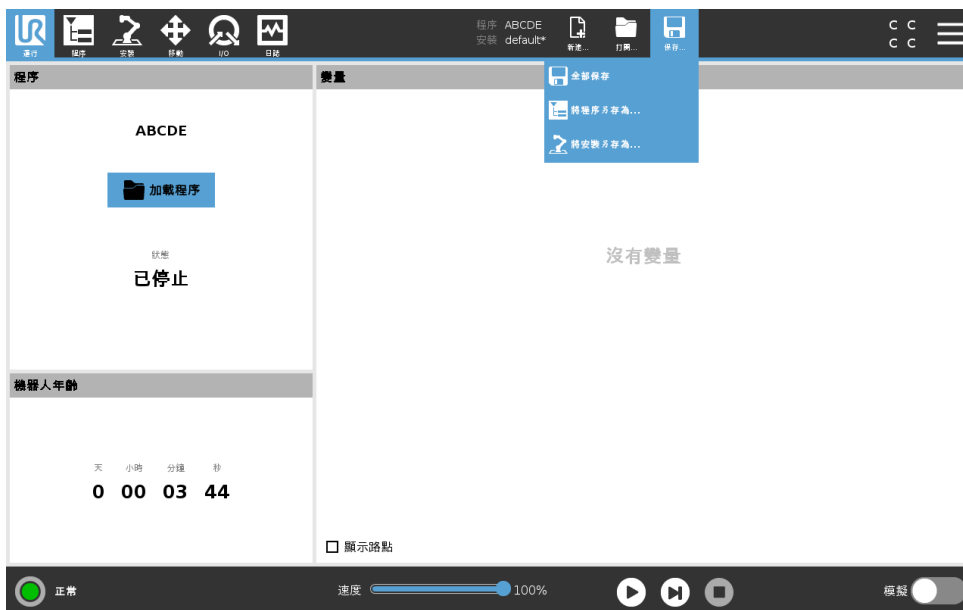 運行
程序
安裝
移動
I/O
日誌
程序 ABCDE
安裝 default*
新建...
打開...
保存...
C C
C C
全部保存
將程序另存為...
將安裝另存為...
程序
ABCDE
加載程序
狀態
已停止
變量
沒有變量
顯示路點
機器人年齡
天 小時 分鐘 秒
0 00 03 44
正常
速度 100%
模擬